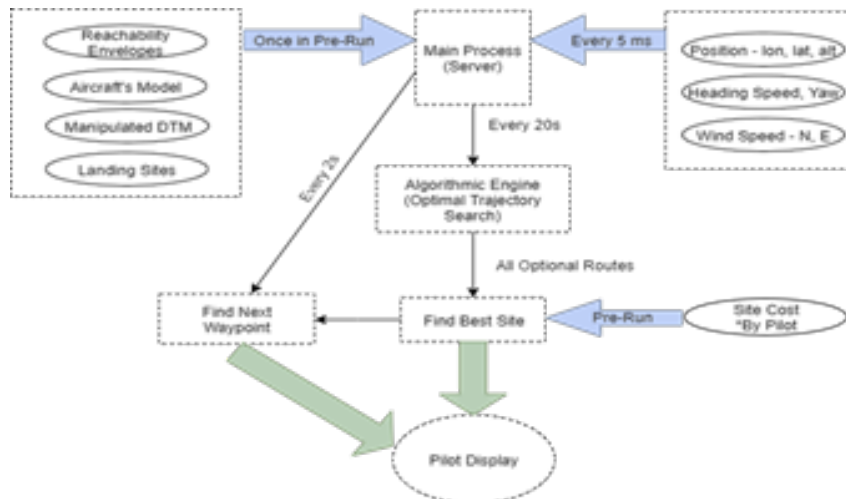 Reachability
Envelopes
Aircraft's Model
Manipulated DTM
Landing Sites
Once in Pre-Run
Main Process
(Server)
Every 5 ms
Position - lon, lat, alt
Heading Speed, Yaw
Wind Speed - N, E
Every 2s
Every 20s
Algorithmic Engine
(Optimal Trajectory
Search)
All Optional Routes
Find Next
Waypoint
Find Best Site
Pre-Run
Site Cost
*By Pilot
Pilot Display